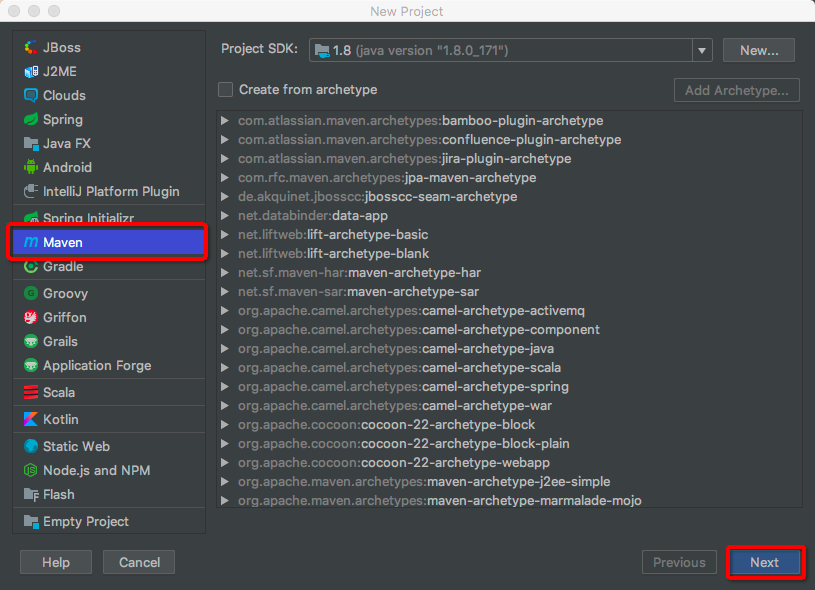 New Project
JBoss
J2ME
Clouds
Spring
Java FX
Android
IntelliJ Platform Plugin
Spring Initializr
Maven
Gradle
Groovy
Griffon
Grails
Application Forge
Scala
Kotlin
Static Web
Node.js and NPM
Flash
Empty Project
Project SDK: 1.8 (java version "1.8.0_171") New...
Create from archetype Add Archetype...
com.atlassian.maven.archetypes:bamboo-plugin-archetype
com.atlassian.maven.archetypes:confluence-plugin-archetype
com.atlassian.maven.archetypes:jira-plugin-archetype
com.rfc.maven.archetypes:jpa-maven-archetype
de.akquinet.jbosscc:jbosscc-seam-archetype
net.databinder:data-app
net.liftweb:lift-archetype-basic
net.liftweb:lift-archetype-blank
net.sf.maven-har:maven-archetype-har
net.sf.maven-sar:maven-archetype-sar
org.apache.camel.archetypes:camel-archetype-activemq
org.apache.camel.archetypes:camel-archetype-component
org.apache.camel.archetypes:camel-archetype-java
org.apache.camel.archetypes:camel-archetype-scala
org.apache.camel.archetypes:camel-archetype-spring
org.apache.camel.archetypes:camel-archetype-war
org.apache.cocoon:cocoon-22-archetype-block
org.apache.cocoon:cocoon-22-archetype-block-plain
org.apache.cocoon:cocoon-22-archetype-webapp
org.apache.maven.archetypes:maven-archetype-j2ee-simple
org.apache.maven.archetypes:maven-archetype-marmalade-mojo
Help Cancel Previous Next